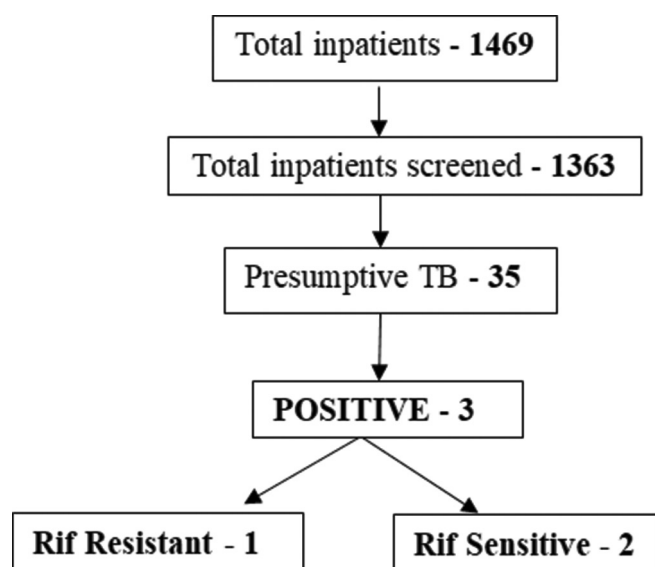 Total inpatients - 1469
Total inpatients screened - 1363
Presumptive TB - 35
POSITIVE - 3
Rif Resistant - 1
Rif Sensitive - 2